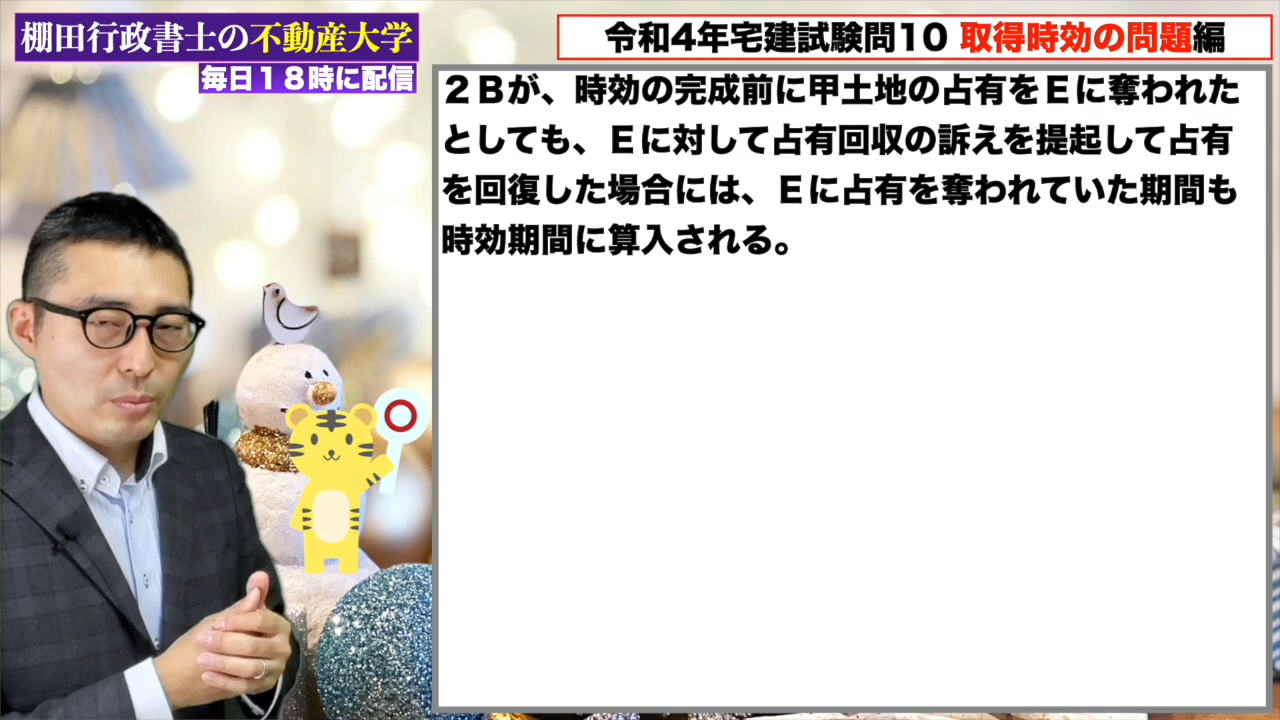 棚田行政書士の不動産大学
毎日１８時に配信
令和4年宅建試験問10 取得時効の問題編
２Ｂが、時効の完成前に甲土地の占有をＥに奪われた
としても、Ｅに対して占有回収の訴えを提起して占有
を回復した場合には、Ｅに占有を奪われていた期間も
時効期間に算入される。